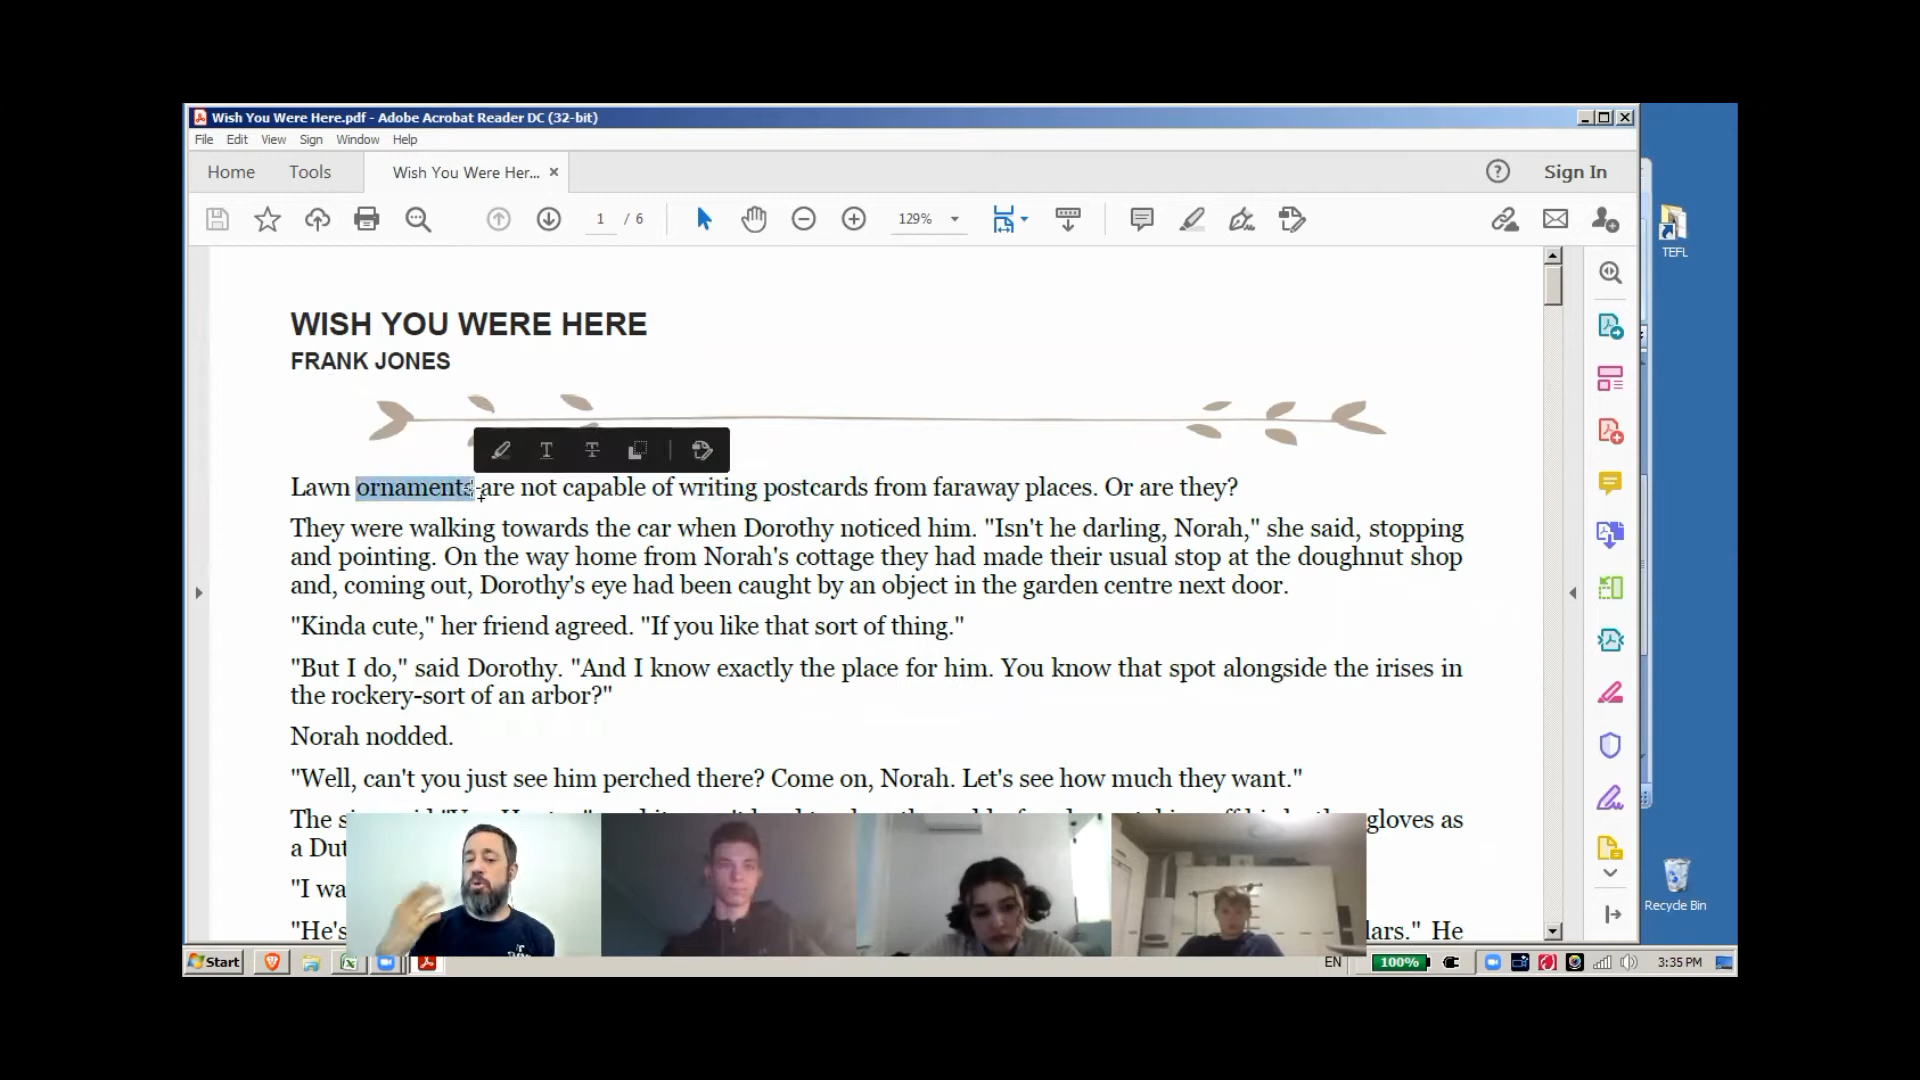 Wish You Were Here.pdf - Adobe Acrobat Reader DC (32-bit)
File Edit View Sign Window Help
Home Tools Wish You Were Her... Sign In
1 / 6 129%
TEFL
WISH YOU WERE HERE
FRANK JONES
Lawn ornaments are not capable of writing postcards from faraway places. Or are they?
They were walking towards the car when Dorothy noticed him. "Isn't he darling, Norah," she said, stopping
and pointing. On the way home from Norah's cottage they had made their usual stop at the doughnut shop
and, coming out, Dorothy's eye had been caught by an object in the garden centre next door.
"Kinda cute," her friend agreed. "If you like that sort of thing."
"But I do," said Dorothy. "And I know exactly the place for him. You know that spot alongside the irises in
the rockery-sort of an arbor?"
Norah nodded.
"Well, can't you just see him perched there? Come on, Norah. Let's see how much they want."
The gloves as
a
"I
"He's lars." He
Recycle Bin
Start EN 100% 3:35 PM